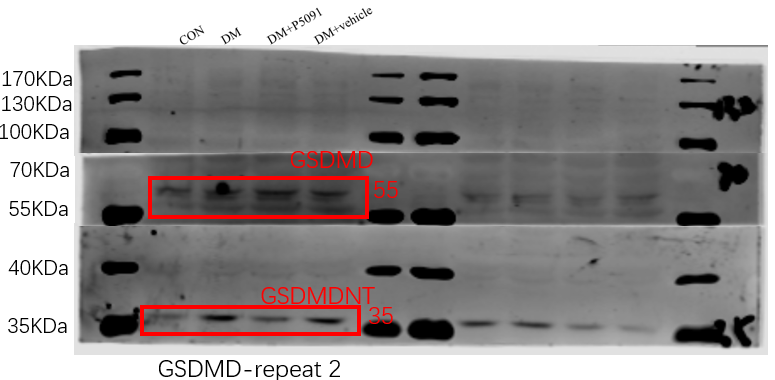 CON DM DM+P5091 DM+vehicle
170KDa
130KDa
100KDa
GSDMD
70KDa
55
55KDa
40KDa
GSDMDNT
35
35KDa
GSDMD-repeat 2